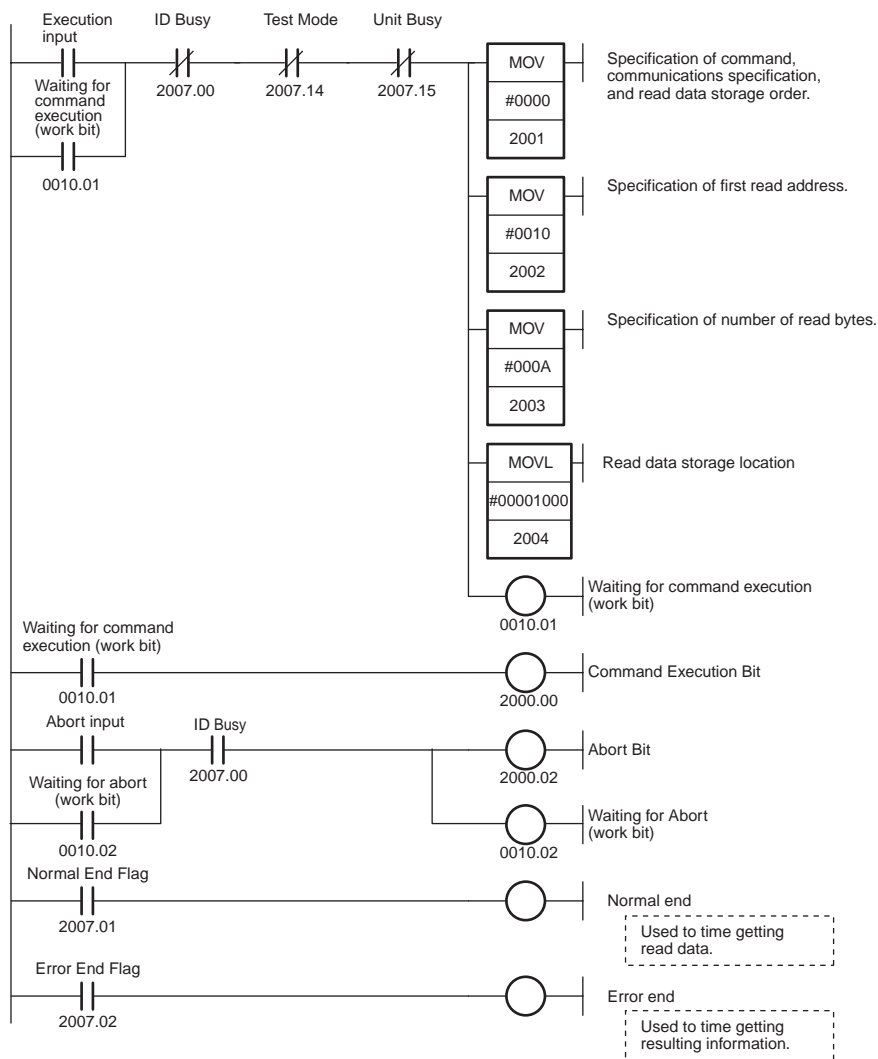 Execution
input
ID Busy
Test Mode
Unit Busy
2007.00
2007.14
2007.15
Waiting for
command
execution
(work bit)
0010.01
MOV
#0000
2001
Specification of command,
communications specification,
and read data storage order.
MOV
#0010
2002
Specification of first read address.
MOV
#000A
2003
Specification of number of read bytes.
MOVL
#00001000
2004
Read data storage location
Waiting for command execution
(work bit)
0010.01
Waiting for command
execution (work bit)
0010.01
Command Execution Bit
2000.00
Abort input
ID Busy
2007.00
Abort Bit
2000.02
Waiting for abort
(work bit)
0010.02
Waiting for Abort
(work bit)
0010.02
Normal End Flag
2007.01
Normal end
Used to time getting
read data.
Error End Flag
2007.02
Error end
Used to time getting
resulting information.